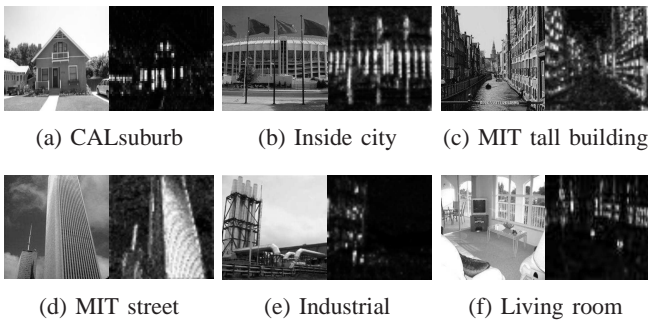 (a) CALsuburb (b) Inside city (c) MIT tall building
(d) MIT street (e) Industrial (f) Living room